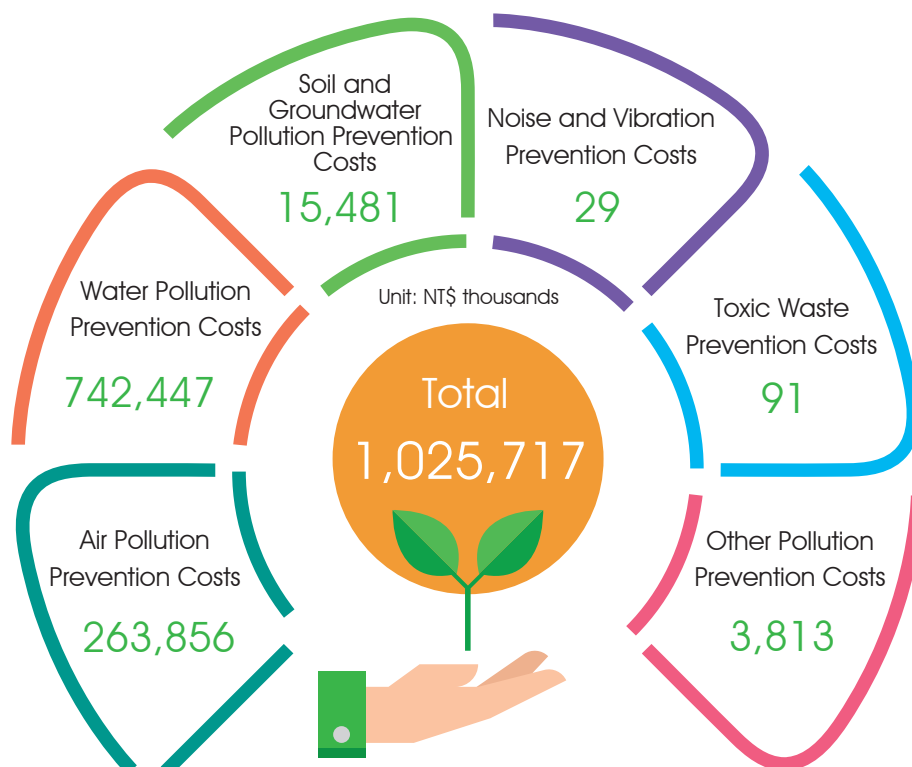 Soil and
Groundwater
Pollution Prevention
Costs
15,481
Noise and Vibration
Prevention Costs
29
Water Pollution
Prevention Costs
742,447
Unit: NT$ thousands
Toxic Waste
Prevention Costs
91
Total
1,025,717
Air Pollution
Prevention Costs
263,856
Other Pollution
Prevention Costs
3,813